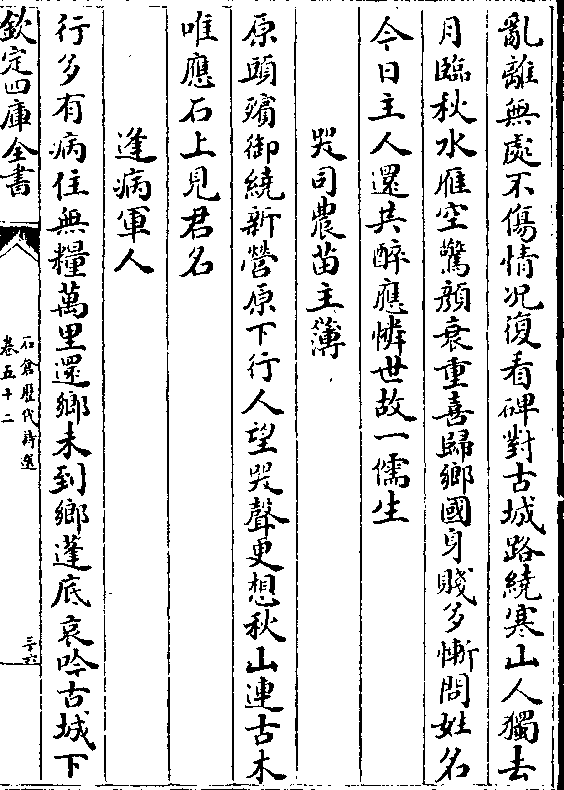 亂離無處不傷情况復看碑對古城路繞寒山人獨去
月臨秋水雁空驚顔衰重喜歸鄉國身賤多慚問姓名
今日主人還共醉應憐世故一儒生
哭司農苗主簿
原頭殯御繞新營原下行人望哭聲更想秋山連古木
唯應石上見君名
逢病軍人
行多有病住無糧萬里還鄉未到鄉蓬底哀吟古城下
欽定四庫全書
石倉歷代詩選
卷五十二
三六